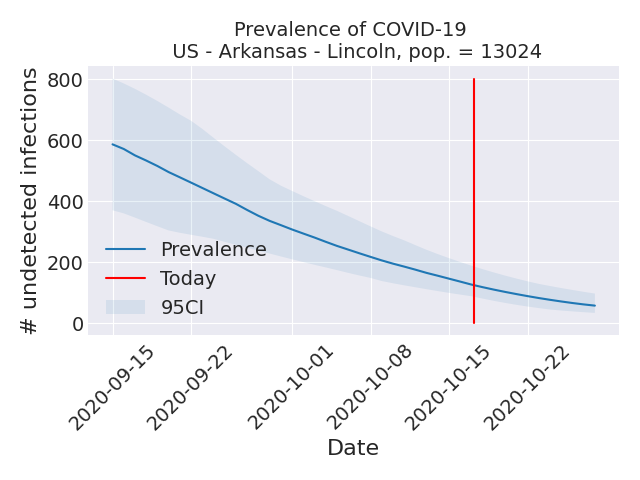 Prevalence of COVID-19
US - Arkansas - Lincoln, pop. = 13024
# undetected infections
800
600
400
200
0
Prevalence
Today
95CI
2020-09-15
2020-09-22
2020-10-01
2020-10-08
2020-10-15
2020-10-22
Date